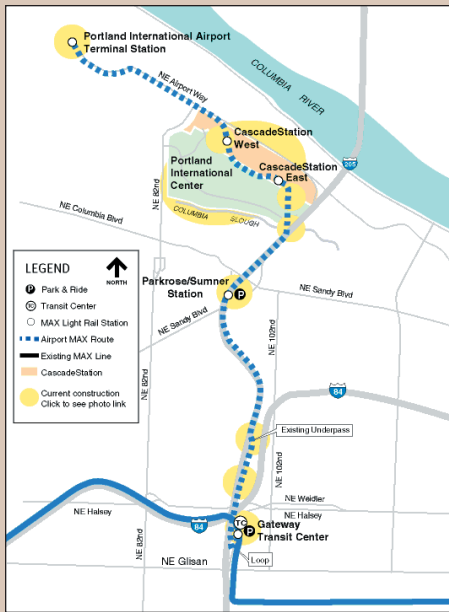 Portland International Airport
Terminal Station
COLUMBIA
RIVER
NE Airport Way
CascadeStation
West
CascadeStation
East
205
Portland
International
Center
NE 82nd
COLUMBIA
SLOUGH
NE Columbia Blvd
LEGEND
NORTH
P Park & Ride
TC Transit Center
MAX Light Rail Station
Airport MAX Route
Existing MAX Line
CascadeStation
Current construction
Click to see photo link
Parkrose/Sumner
Station
P
NE Sandy Blvd
NE Sandy Blvd
NE 102nd
NE 82nd
84
Existing Underpass
NE 102nd
NE Weidler
NE Halsey
NE Halsey
84
TC
P
Gateway
Transit Center
NE 82nd
NE Glisan
Loop